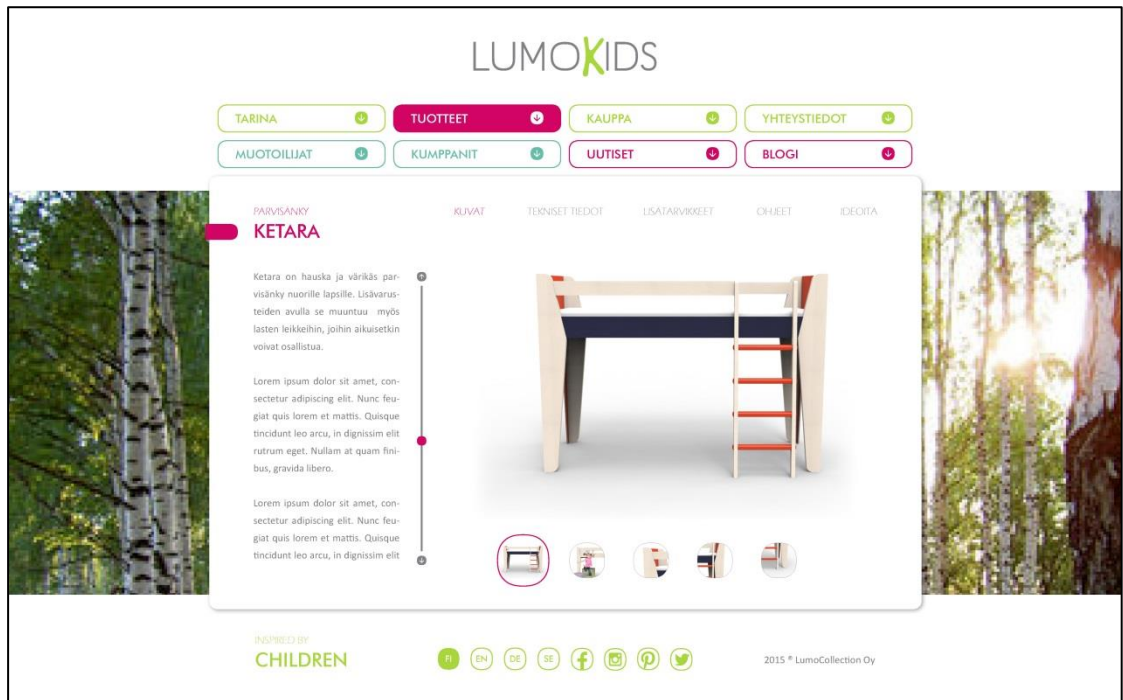 LUMOKIDS
TARINA
TUOTTEET
KAUPPA
YHTEYSTIEDOT
MUOTOILIJAT
KUMPPANIT
UUTISET
BLOGI
PARVISANKY
KETARA
KUVAT
TEKNISET TIEDOT
LISÄTARVIKKEET
OHJEET
IDEOITA
Ketara on hauska ja värikäs par-
visänky nuorille lapsille. Lisävarus-
teiden avulla se muuntuu myös
lasten leikkeihin, joihin aikuisetkin
voivat osallistua.
Lorem ipsum dolor sit amet, con-
sectetur adipiscing elit. Nunc feu-
giat quis lorem et mattis. Quisque
tincidunt leo arcu, in dignissim elit
rutrum eget. Nullam at quam fini-
bus, gravida libero.
Lorem ipsum dolor sit amet, con-
sectetur adipiscing elit. Nunc feu-
giat quis lorem et mattis. Quisque
tincidunt leo arcu, in dignissim elit
INSPIRED BY
CHILDREN
FI
EN
DE
SE
2015 ® LumoCollection Oy